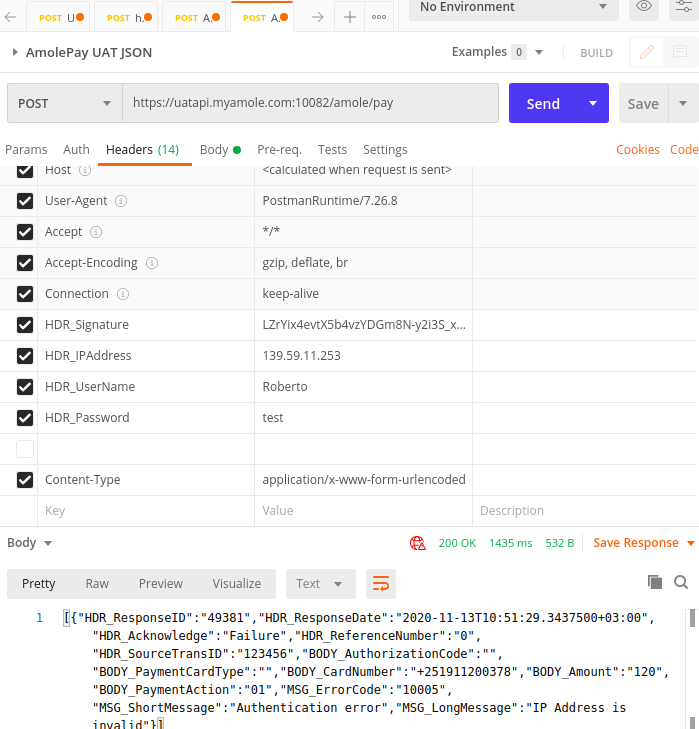 POST U POST h. POST A. POST A. No Environment
AmolePay UAT JSON Examples 0 BUILD
POST https://uatapi.myamole.com:10082/amole/pay Send Save
Params Auth Headers (14) Body Pre-req. Tests Settings Cookies Code
Host <calculated when request is sent>
User-Agent PostmanRuntime/7.26.8
Accept */*
Accept-Encoding gzip, deflate, br
Connection keep-alive
HDR_Signature LZrYix4evtX5b4vzYDGm8N-y2i3S_x...
HDR_IPAddress 139.59.11.253
HDR_UserName Roberto
HDR_Password test
Content-Type application/x-www-form-urlencoded
Key Value Description
Body 200 OK 1435 ms 532 B Save Response
Pretty Raw Preview Visualize Text
1 [{"HDR_ResponseID":"49381","HDR_ResponseDate":"2020-11-13T10:51:29.3437500+03:00",
"HDR_Acknowledge":"Failure","HDR_ReferenceNumber":"0",
"HDR_SourceTransID":"123456","BODY_AuthorizationCode":"",
"BODY_PaymentCardType":"","BODY_CardNumber":"+251911200378","BODY_Amount":"120",
"BODY_PaymentAction":"01","MSG_ErrorCode":"10005",
"MSG_ShortMessage":"Authentication error","MSG_LongMessage":"IP Address is
invalid"}]